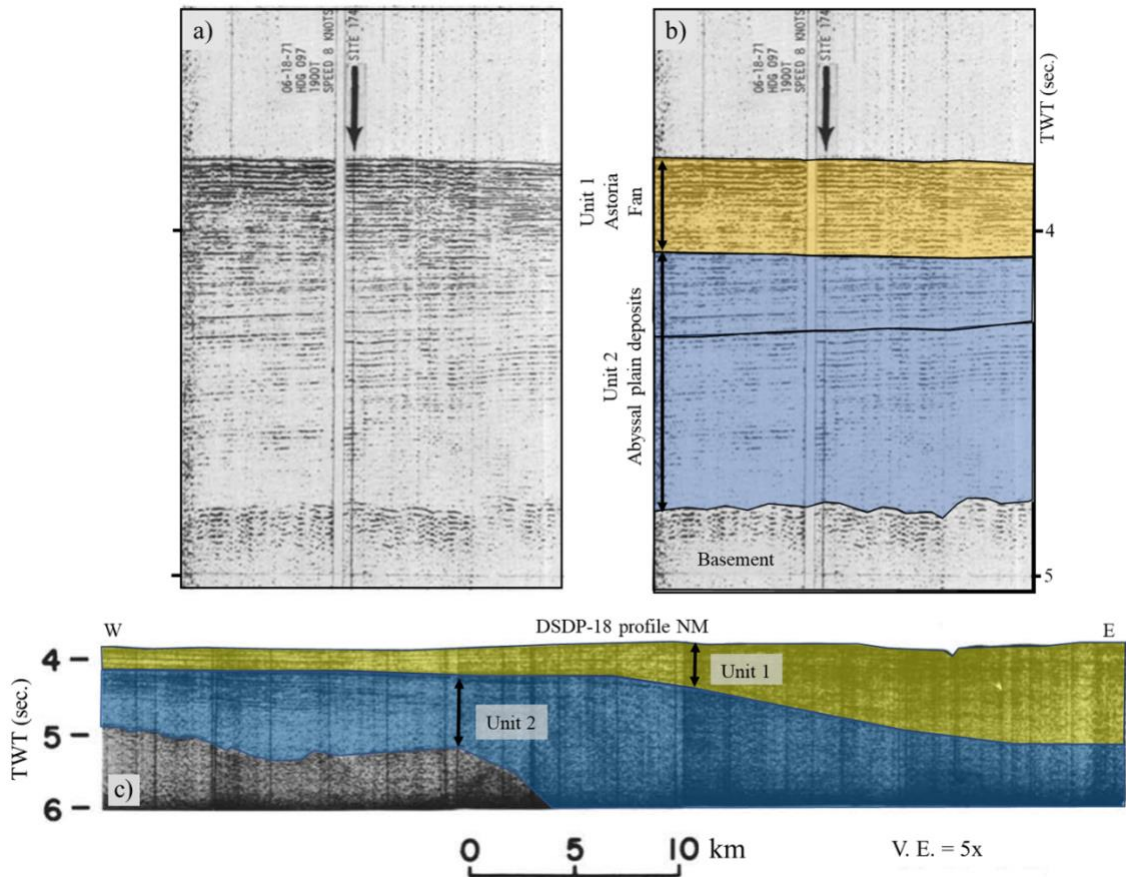 a)
06-18-71
HDG 097
1900T
SPEED 8 KNOTS
SITE 174
b)
06-18-71
HDG 097
1900T
SPEED 8 KNOTS
SITE 174
TWT (sec.)
4
5
Unit 1
Astoria
Fan
Unit 2
Abyssal plain deposits
Basement
DSDP-18 profile NM
W
E
TWT (sec.)
4
5
6
Unit 1
Unit 2
c)
0 5 10 km
V. E. = 5x